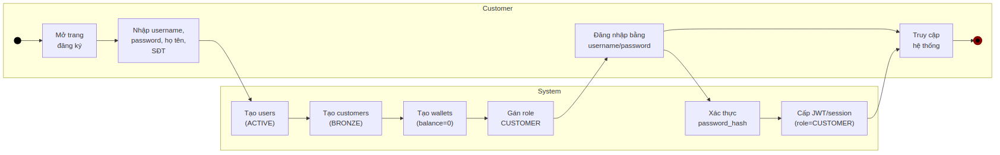 Customer
Mở trang
đăng ký
Nhập username,
password, họ tên,
SĐT
Đăng nhập bằng
username/password
Truy cập
hệ thống
System
Tạo users
(ACTIVE)
Tạo customers
(BRONZE)
Tạo wallets
(balance=0)
Gán role
CUSTOMER
Xác thực
password_hash
Cấp JWT/session
(role=CUSTOMER)